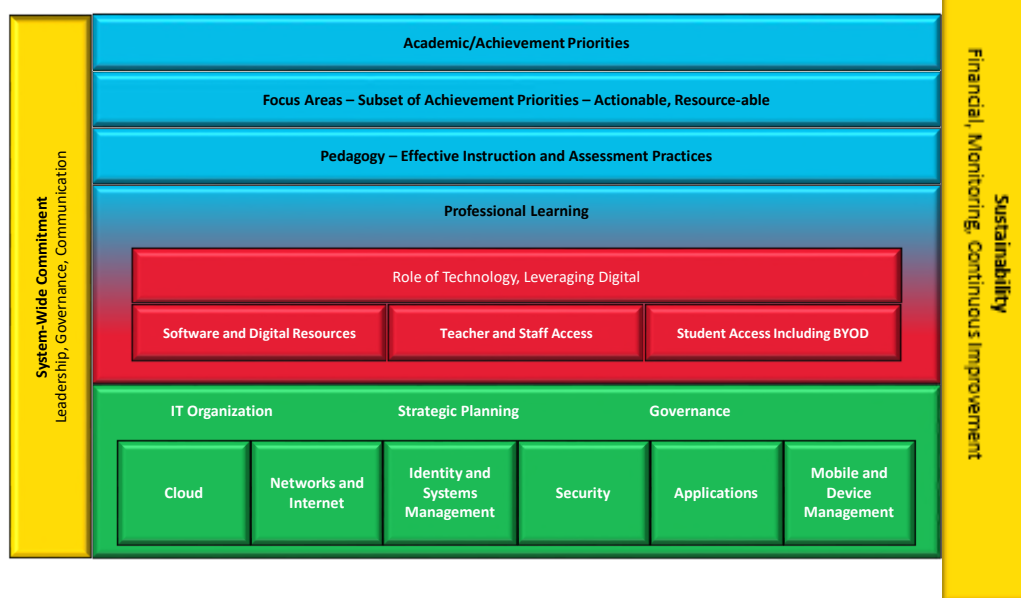 System-Wide Commitment
Leadership, Governance, Communication
Academic/Achievement Priorities
Focus Areas – Subset of Achievement Priorities – Actionable, Resource-able
Pedagogy – Effective Instruction and Assessment Practices
Professional Learning
Role of Technology, Leveraging Digital
Software and Digital Resources
Teacher and Staff Access
Student Access Including BYOD
IT Organization
Strategic Planning
Governance
Cloud
Networks and
Internet
Identity and
Systems
Management
Security
Applications
Mobile and
Device
Management
Sustainability
Financial, Monitoring, Continuous Improvement